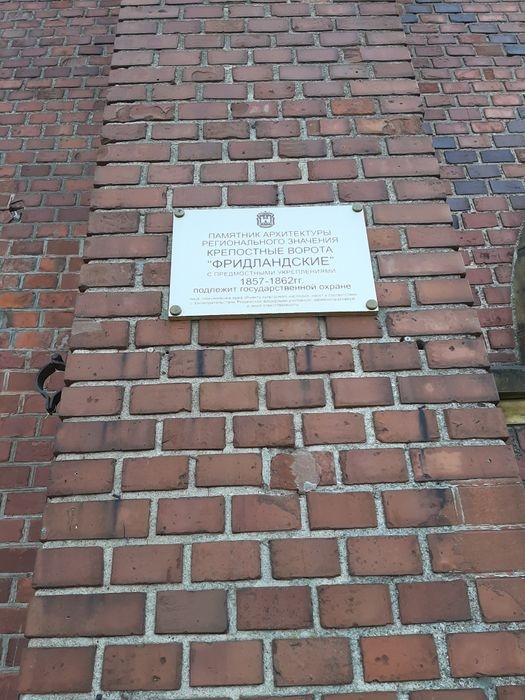 ПАМЯТНИК АРХИТЕКТУРЫ
РЕГИОНАЛЬНОГО ЗНАЧЕНИЯ
КРЕПОСТНЫЕ ВОРОТА
"ФРИДЛАНДСКИЕ"
С ПРЕДМОСТНЫМИ УКРЕПЛЕНИЯМИ
1857-1862гг.
ПОДЛЕЖИТ ГОСУДАРСТВЕННОЙ ОХРАНЕ